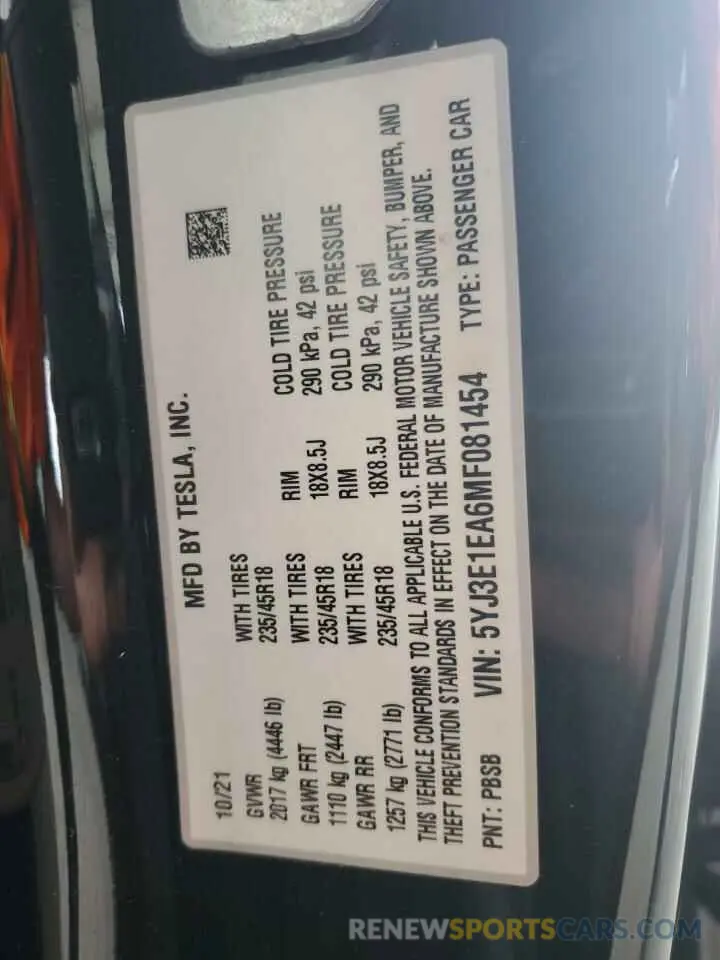 MFD BY TESLA, INC.
10/21
GVWR WITH TIRES RIM COLD TIRE PRESSURE
2017 kg (4446 lb) 235/45R18 18X8.5J 290 kPa, 42 psi
GAWR FRT WITH TIRES RIM COLD TIRE PRESSURE
1110 kg (2447 lb) 235/45R18 18X8.5J 290 kPa, 42 psi
GAWR RR WITH TIRES
1257 kg (2771 lb) 235/45R18
THIS VEHICLE CONFORMS TO ALL APPLICABLE U.S. FEDERAL MOTOR VEHICLE SAFETY, BUMPER, AND
THEFT PREVENTION STANDARDS IN EFFECT ON THE DATE OF MANUFACTURE SHOWN ABOVE.
PNT: PBSB VIN: 5YJ3E1EA6MF081454 TYPE: PASSENGER CAR
RENEWSPORTSCARS.COM